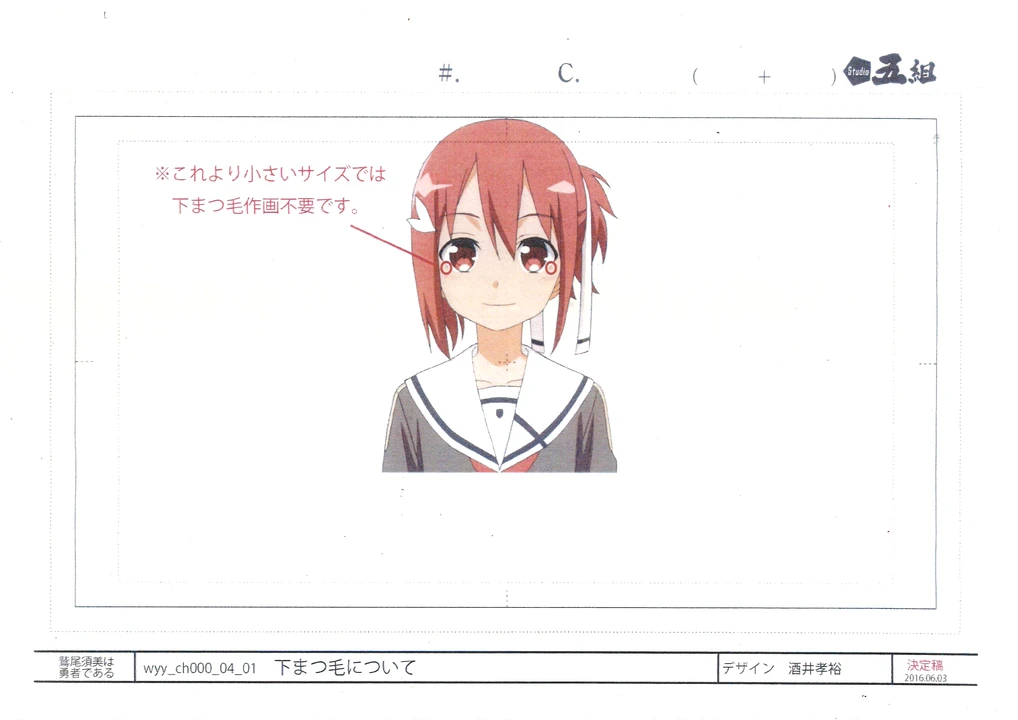 #. C. ( + ) Studio 五組
※これより小さいサイズでは
下まつ毛作画不要です。
鷲尾須美は
勇者である
wyy_ch000_04_01 下まつ毛について
デザイン 酒井孝裕
決定稿
2016.06.03